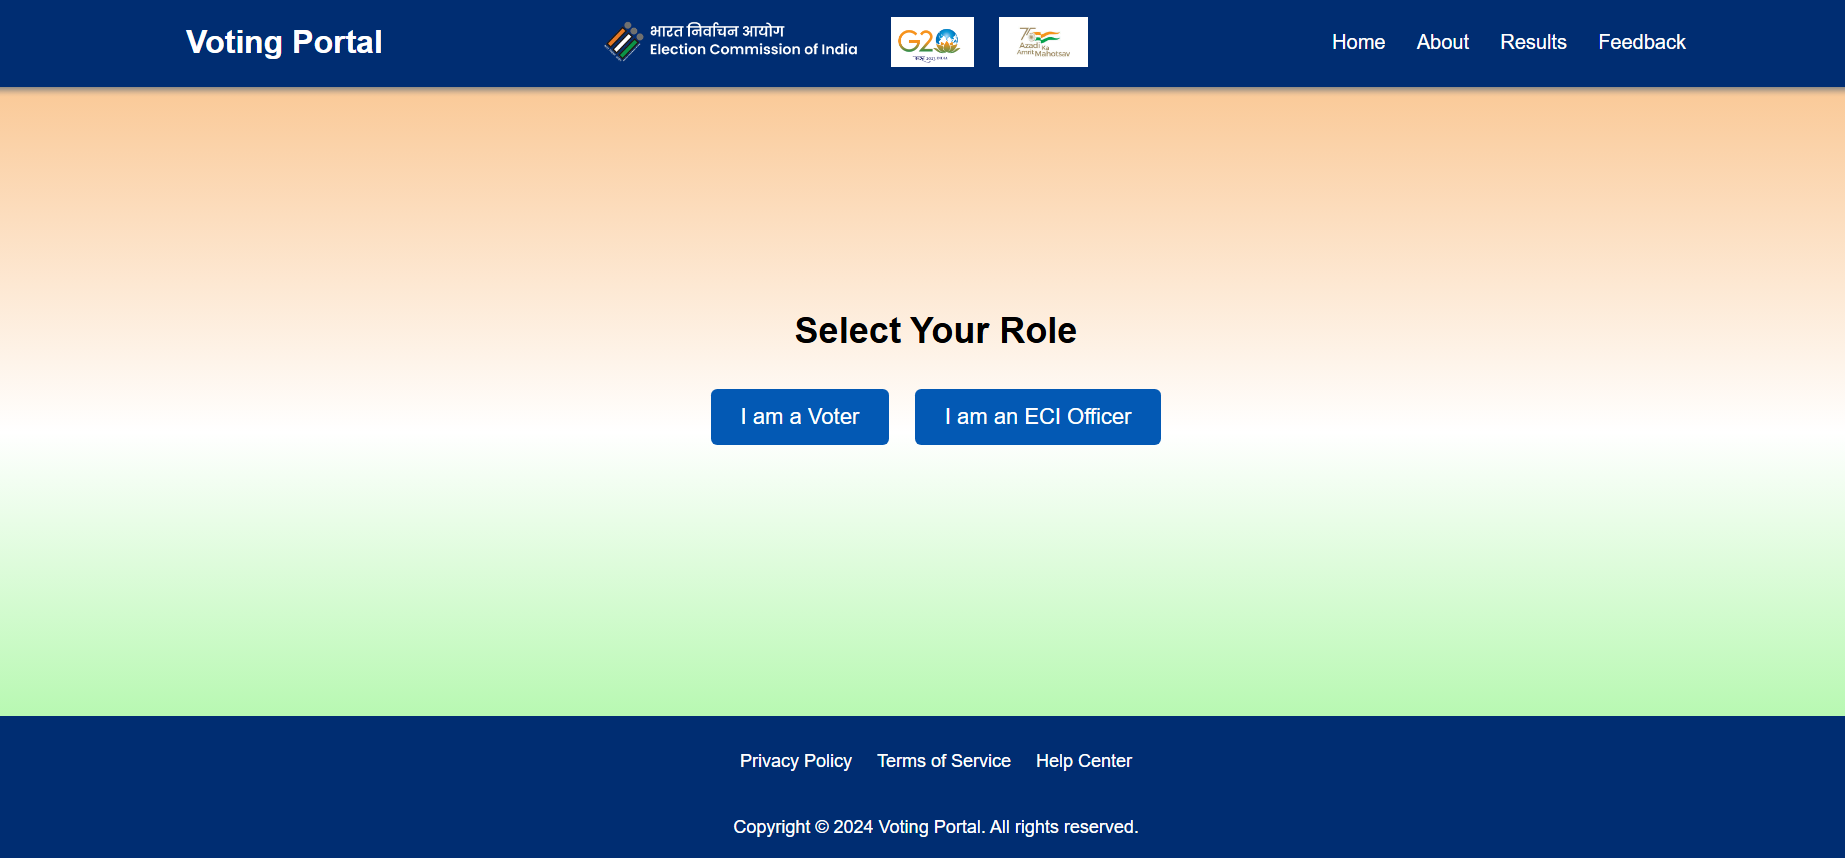 Voting Portal
भारत निर्वाचन आयोग
Election Commission of India
G20
Azadi Ka
Amrit Mahotsav
Home About Results Feedback
Select Your Role
I am a Voter I am an ECI Officer
Privacy Policy Terms of Service Help Center
Copyright © 2024 Voting Portal. All rights reserved.